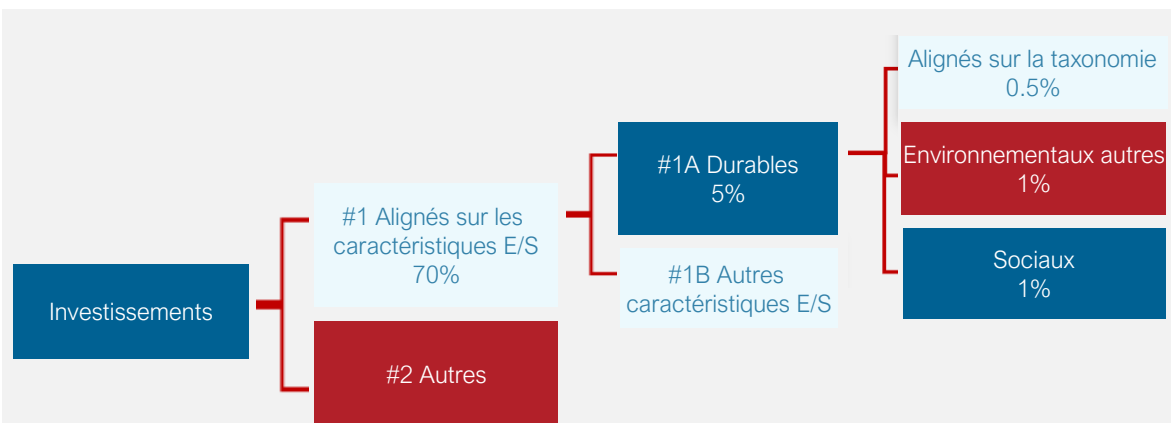 Investissements
#1 Alignés sur les
caractéristiques E/S
70%
#2 Autres
#1A Durables
5%
#1B Autres
caractéristiques E/S
Alignés sur la taxonomie
0.5%
Environnementaux autres
1%
Sociaux
1%